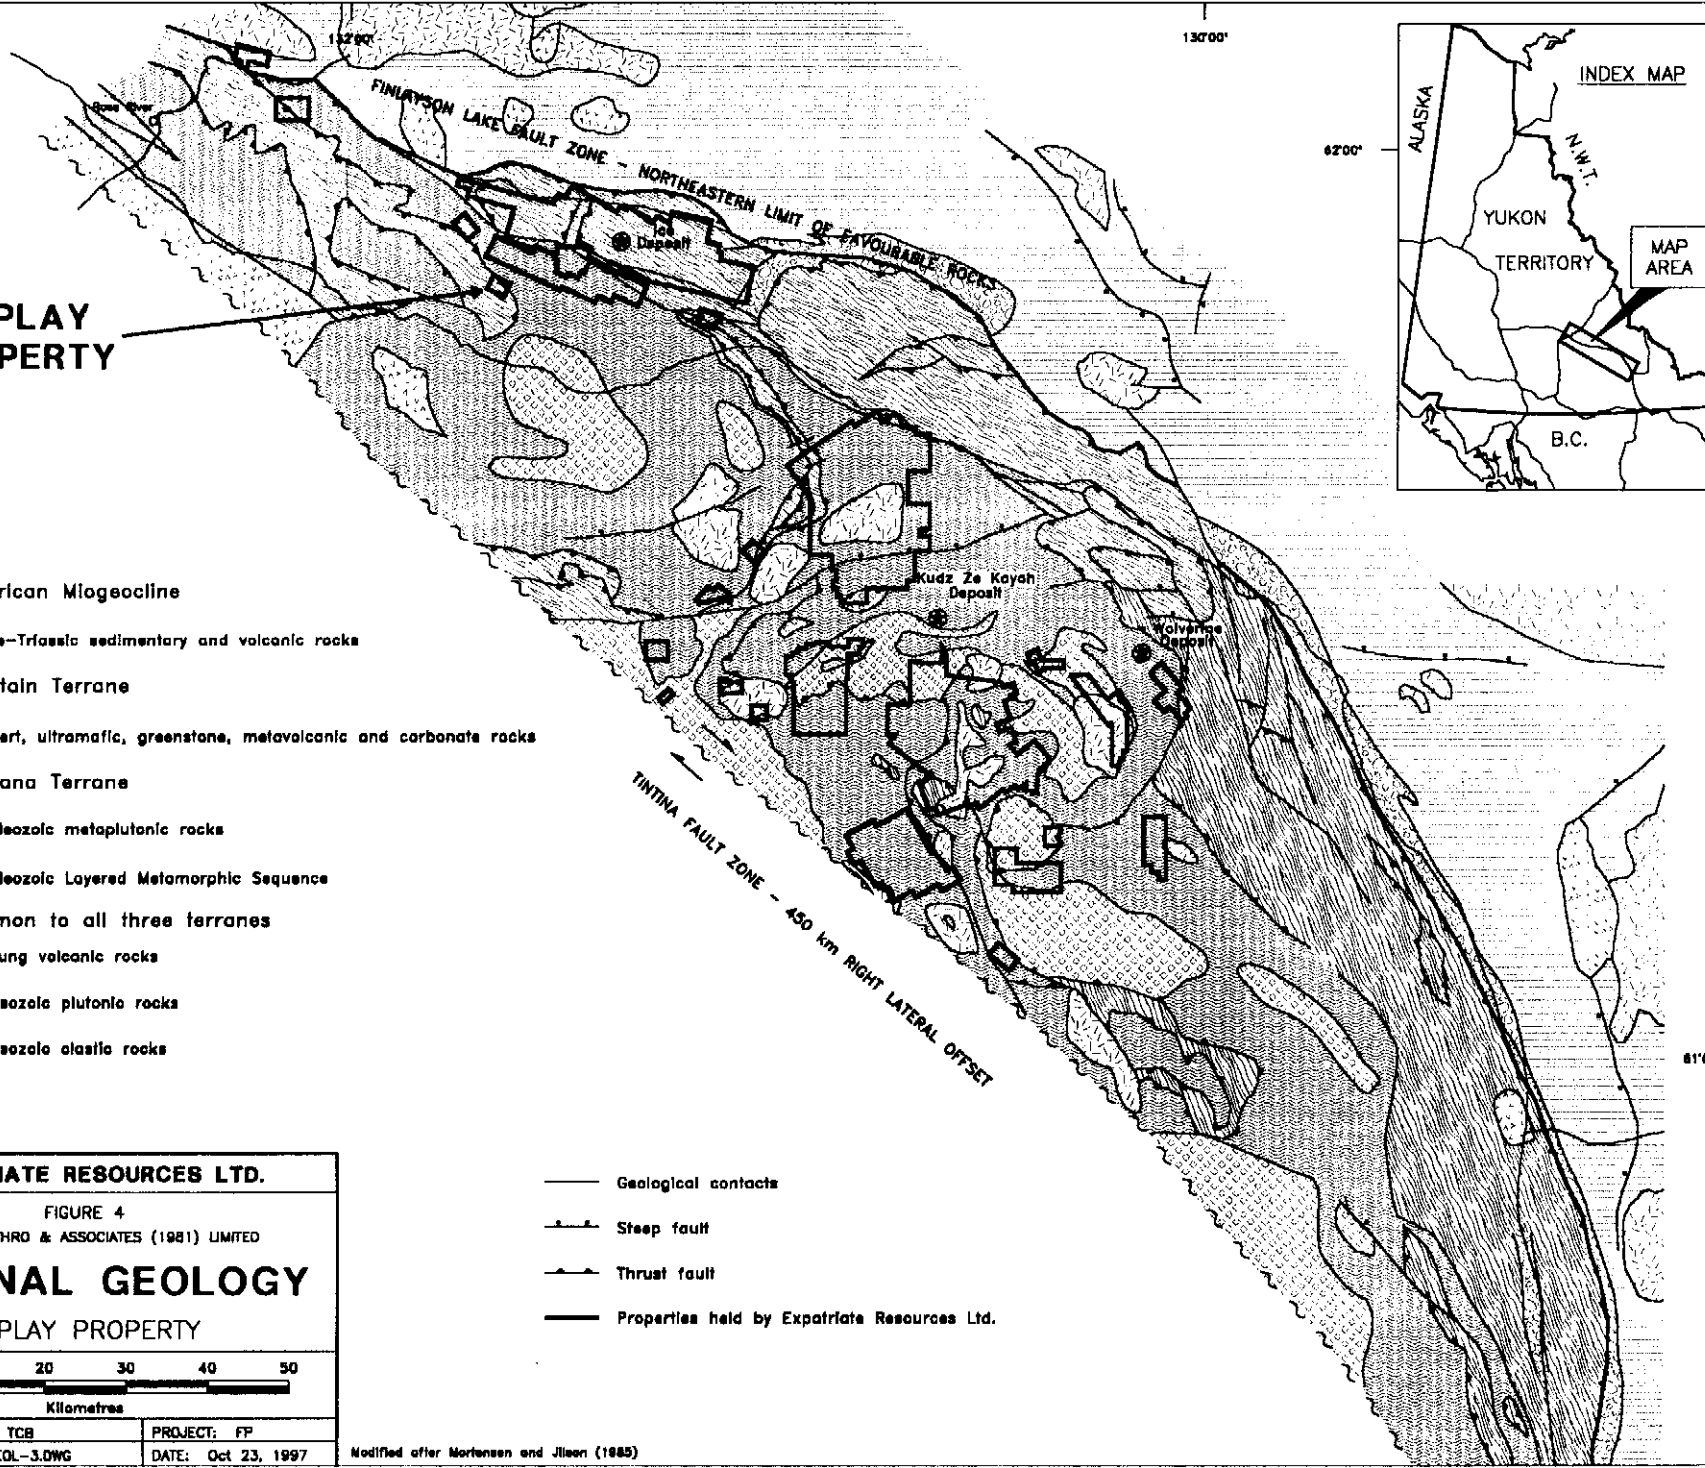 132°00'
130°00'
Ross River
FINLAYSON LAKE FAULT ZONE - NORTHEASTERN LIMIT OF FAVOURABLE ROCKS
Ice
Deposit
INDEX MAP
ALASKA
N.W.T.
62°00'
YUKON
TERRITORY
MAP
AREA
B.C.
PLAY
PERTY
rican Miogeocline
e-Triassic sedimentary and volcanic rocks
tain Terrane
ert, ultramafic, greenstone, metavolcanic and carbonate rocks
ana Terrane
leozoic metaplutonic rocks
leozoic Layered Metamorphic Sequence
mon to all three terranes
ung volcanic rocks
sozoic plutonic rocks
sozoic clastic rocks
Kudz Ze Kayah
Deposit
Wolverine
Deposit
TINTINA FAULT ZONE - 450 km RIGHT LATERAL OFFSET
61°0
IATE RESOURCES LTD.
FIGURE 4
HRO & ASSOCIATES (1981) LIMITED
NAL GEOLOGY
PLAY PROPERTY
20 30 40 50
Kilometres
TCB
PROJECT: FP
EOL-3.DWG
DATE: Oct 23, 1997
Geological contacts
Steep fault
Thrust fault
Properties held by Expatriate Resources Ltd.
Modified after Mortensen and Jilson (1985)